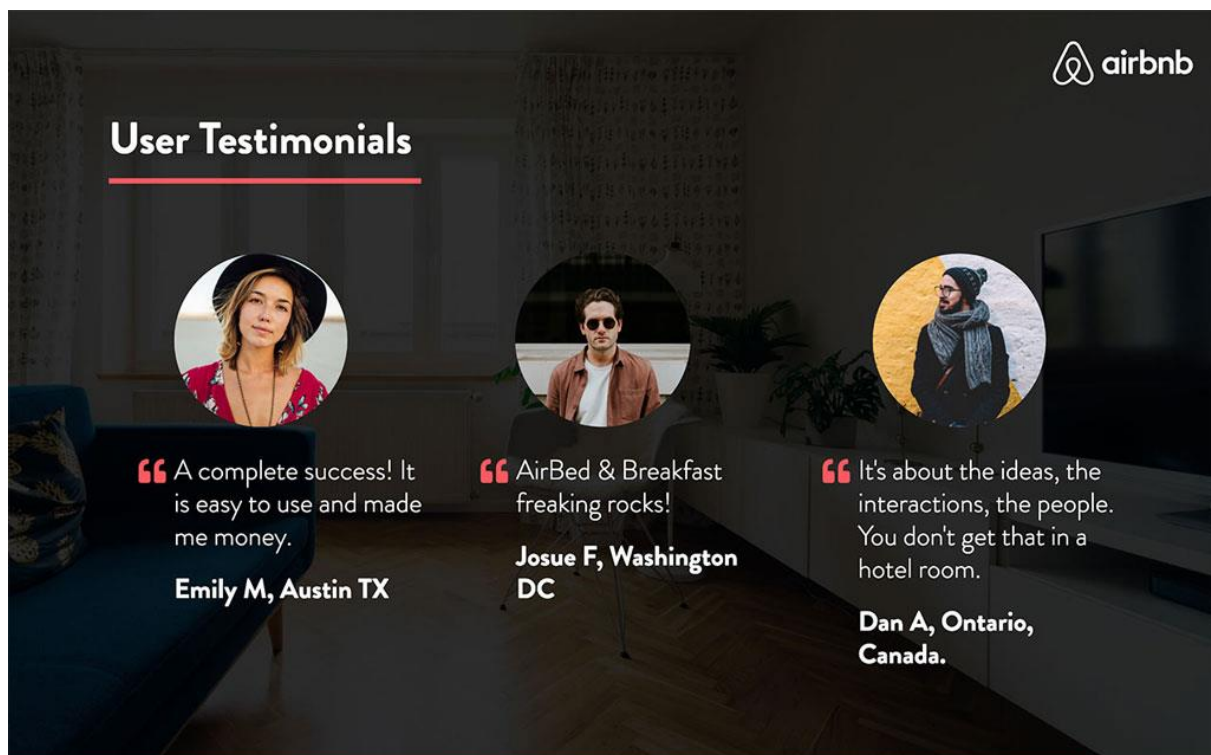 airbnb
User Testimonials
A complete success! It
is easy to use and made
me money.
Emily M, Austin TX
AirBed & Breakfast
freaking rocks!
Josue F, Washington
DC
It's about the ideas, the
interactions, the people.
You don't get that in a
hotel room.
Dan A, Ontario,
Canada.